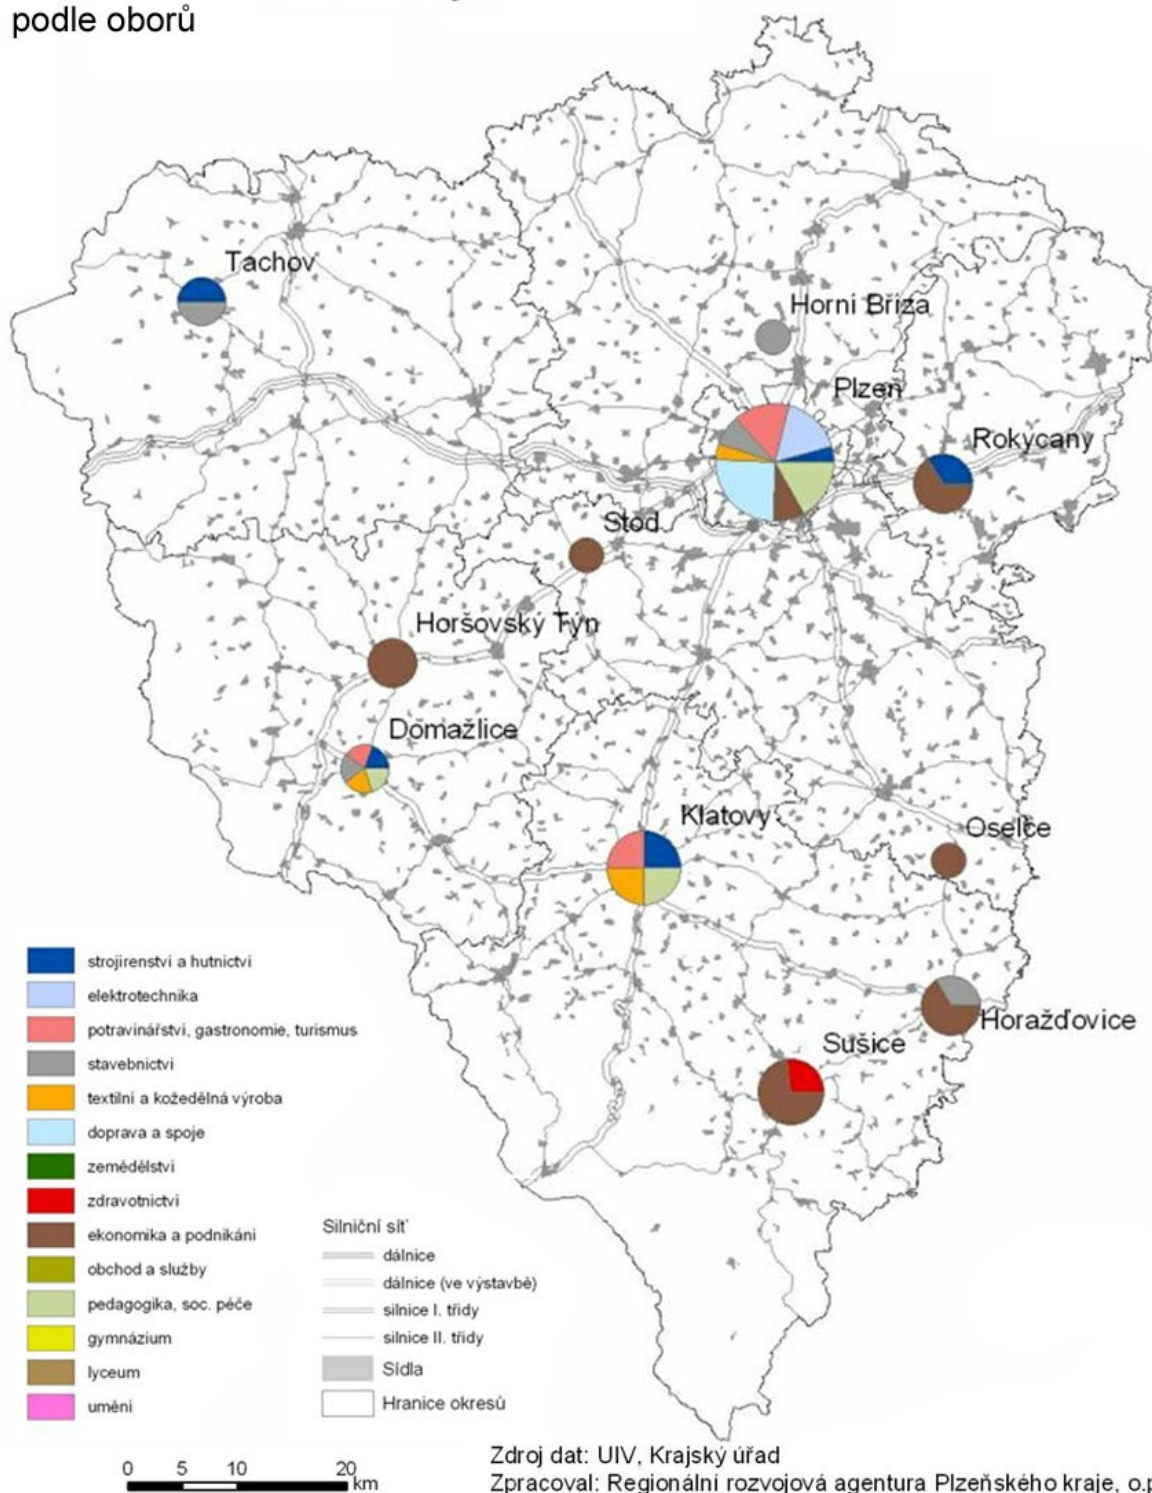 podle oborů
Tachov
Horní Bříza
Plzeň
Rokycany
Stod
Horšovský Týn
Domažlice
Klatovy
Oselce
Horažďovice
Sušice
strojírenství a hutnictví
elektrotechnika
potravinářství, gastronomie, turismus
stavebnictví
textilní a kožedělná výroba
doprava a spoje
zemědělství
zdravotnictví
ekonomika a podnikání
obchod a služby
pedagogika, soc. péče
gymnázium
lyceum
umění
Silniční síť
dálnice
dálnice (ve výstavbě)
silnice I. třídy
silnice II. třídy
Sídla
Hranice okresů
0 5 10 20 km
Zdroj dat: UIV, Krajský úřad
Zpracoval: Regionální rozvojová agentura Plzeňského kraje, o.p